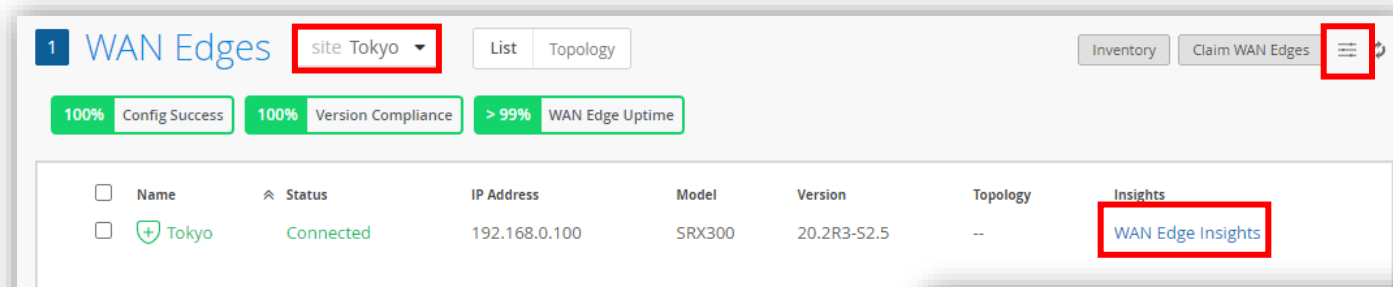 1 WAN Edges site Tokyo List Topology Inventory Claim WAN Edges
100% Config Success 100% Version Compliance > 99% WAN Edge Uptime
Name Status IP Address Model Version Topology Insights
Tokyo Connected 192.168.0.100 SRX300 20.2R3-S2.5 -- WAN Edge Insights